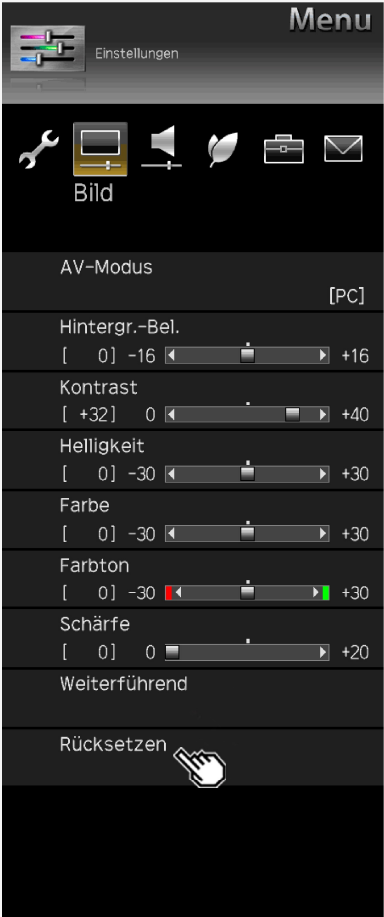 Menu
Einstellungen
Bild
AV-Modus
[PC]
Hintergr.-Bel.
[ 0] -16 +16
Kontrast
[ +32] 0 +40
Helligkeit
[ 0] -30 +30
Farbe
[ 0] -30 +30
Farbton
[ 0] -30 +30
Schärfe
[ 0] 0 +20
Weiterführend
Rücksetzen